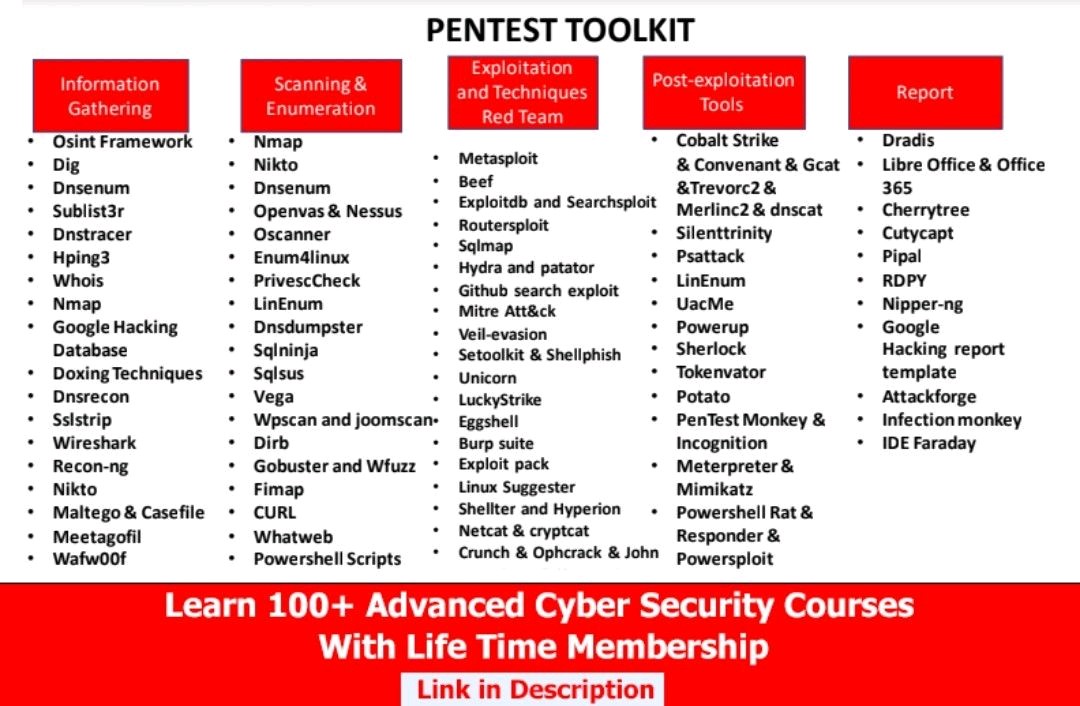 PENTEST TOOLKIT
Information
Gathering
Osint Framework
Dig
Dnsenum
Sublist3r
Dnstracer
Hping3
Whois
Nmap
Google Hacking
Database
Doxing Techniques
Dnsrecon
Sslstrip
Wireshark
Recon-ng
Nikto
Maltego & Casefile
Meetagofil
Wafw00f
Scanning &
Enumeration
Nmap
Nikto
Dnsenum
Openvas & Nessus
Oscanner
Enum4linux
PrivescCheck
LinEnum
Dnsdumpster
Sqlninja
Sqlsus
Vega
Wpscan and joomscan
Dirb
Gobuster and Wfuzz
Fimap
CURL
Whatweb
Powershell Scripts
Exploitation
and Techniques
Red Team
Metasploit
Beef
Exploitdb and Searchsploit
Routersploit
Sqlmap
Hydra and patator
Github search exploit
Mitre Att&ck
Veil-evasion
Setoolkit & Shellphish
Unicorn
LuckyStrike
Eggshell
Burp suite
Exploit pack
Linux Suggester
Shellter and Hyperion
Netcat & cryptcat
Crunch & Ophcrack & John
Post-exploitation
Tools
Cobalt Strike
& Convenant & Gcat
&Trevorc2 &
Merlinc2 & dnscat
Silenttrinity
Psattack
LinEnum
UacMe
Powerup
Sherlock
Tokenvator
Potato
PenTest Monkey &
Incognition
Meterpreter &
Mimikatz
Powershell Rat &
Responder &
Powersploit
Report
Dradis
Libre Office & Office
365
Cherrytree
Cutycapt
Pipal
RDPY
Nipper-ng
Google
Hacking report
template
Attackforge
Infection monkey
IDE Faraday
Learn 100+ Advanced Cyber Security Courses
With Life Time Membership
Link in Description